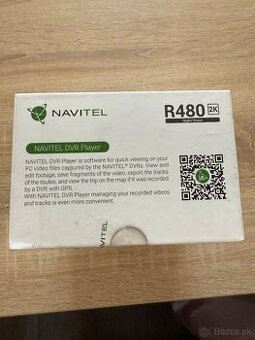 NAVITEL
R480 2K
Night Vision
NAVITEL DVR Player
NAVITEL DVR Player is software for quick viewing on your
PC video files captured by the NAVITEL® DVRs. View and
edit footage, save fragments of the video, export the tracks
of the routes, and view the trip on the map if it was recorded
by a DVR with GPS.
With NAVITEL DVR Player managing your recorded videos
and tracks is even more convenient.
NAVITEL
bazos.sk